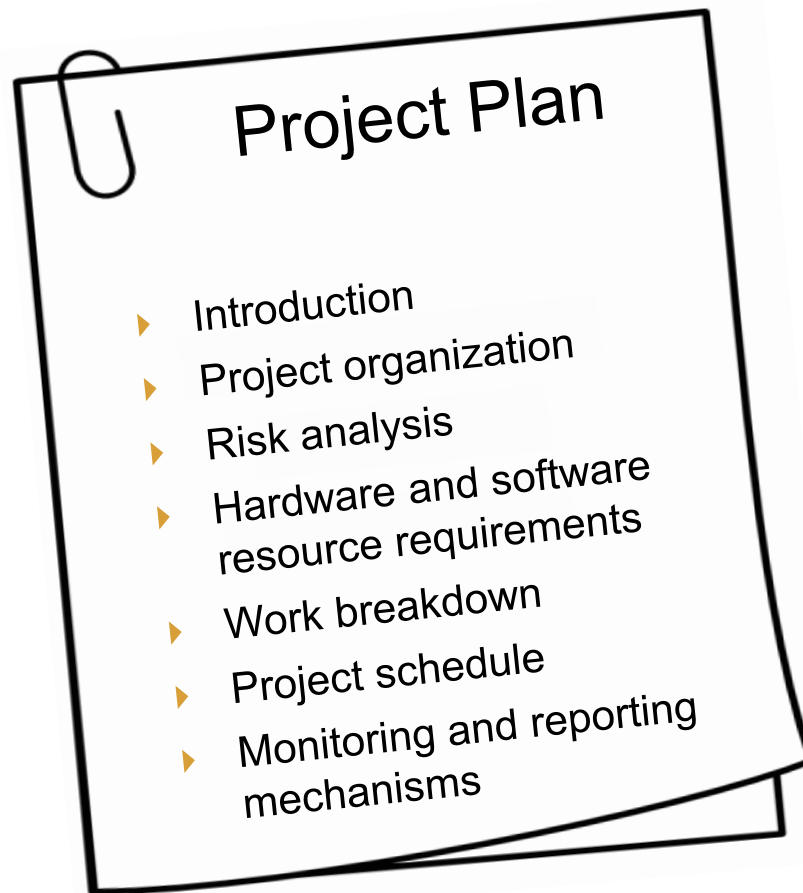 Project Plan
Introduction
Project organization
Risk analysis
Hardware and software
resource requirements
Work breakdown
Project schedule
Monitoring and reporting
mechanisms